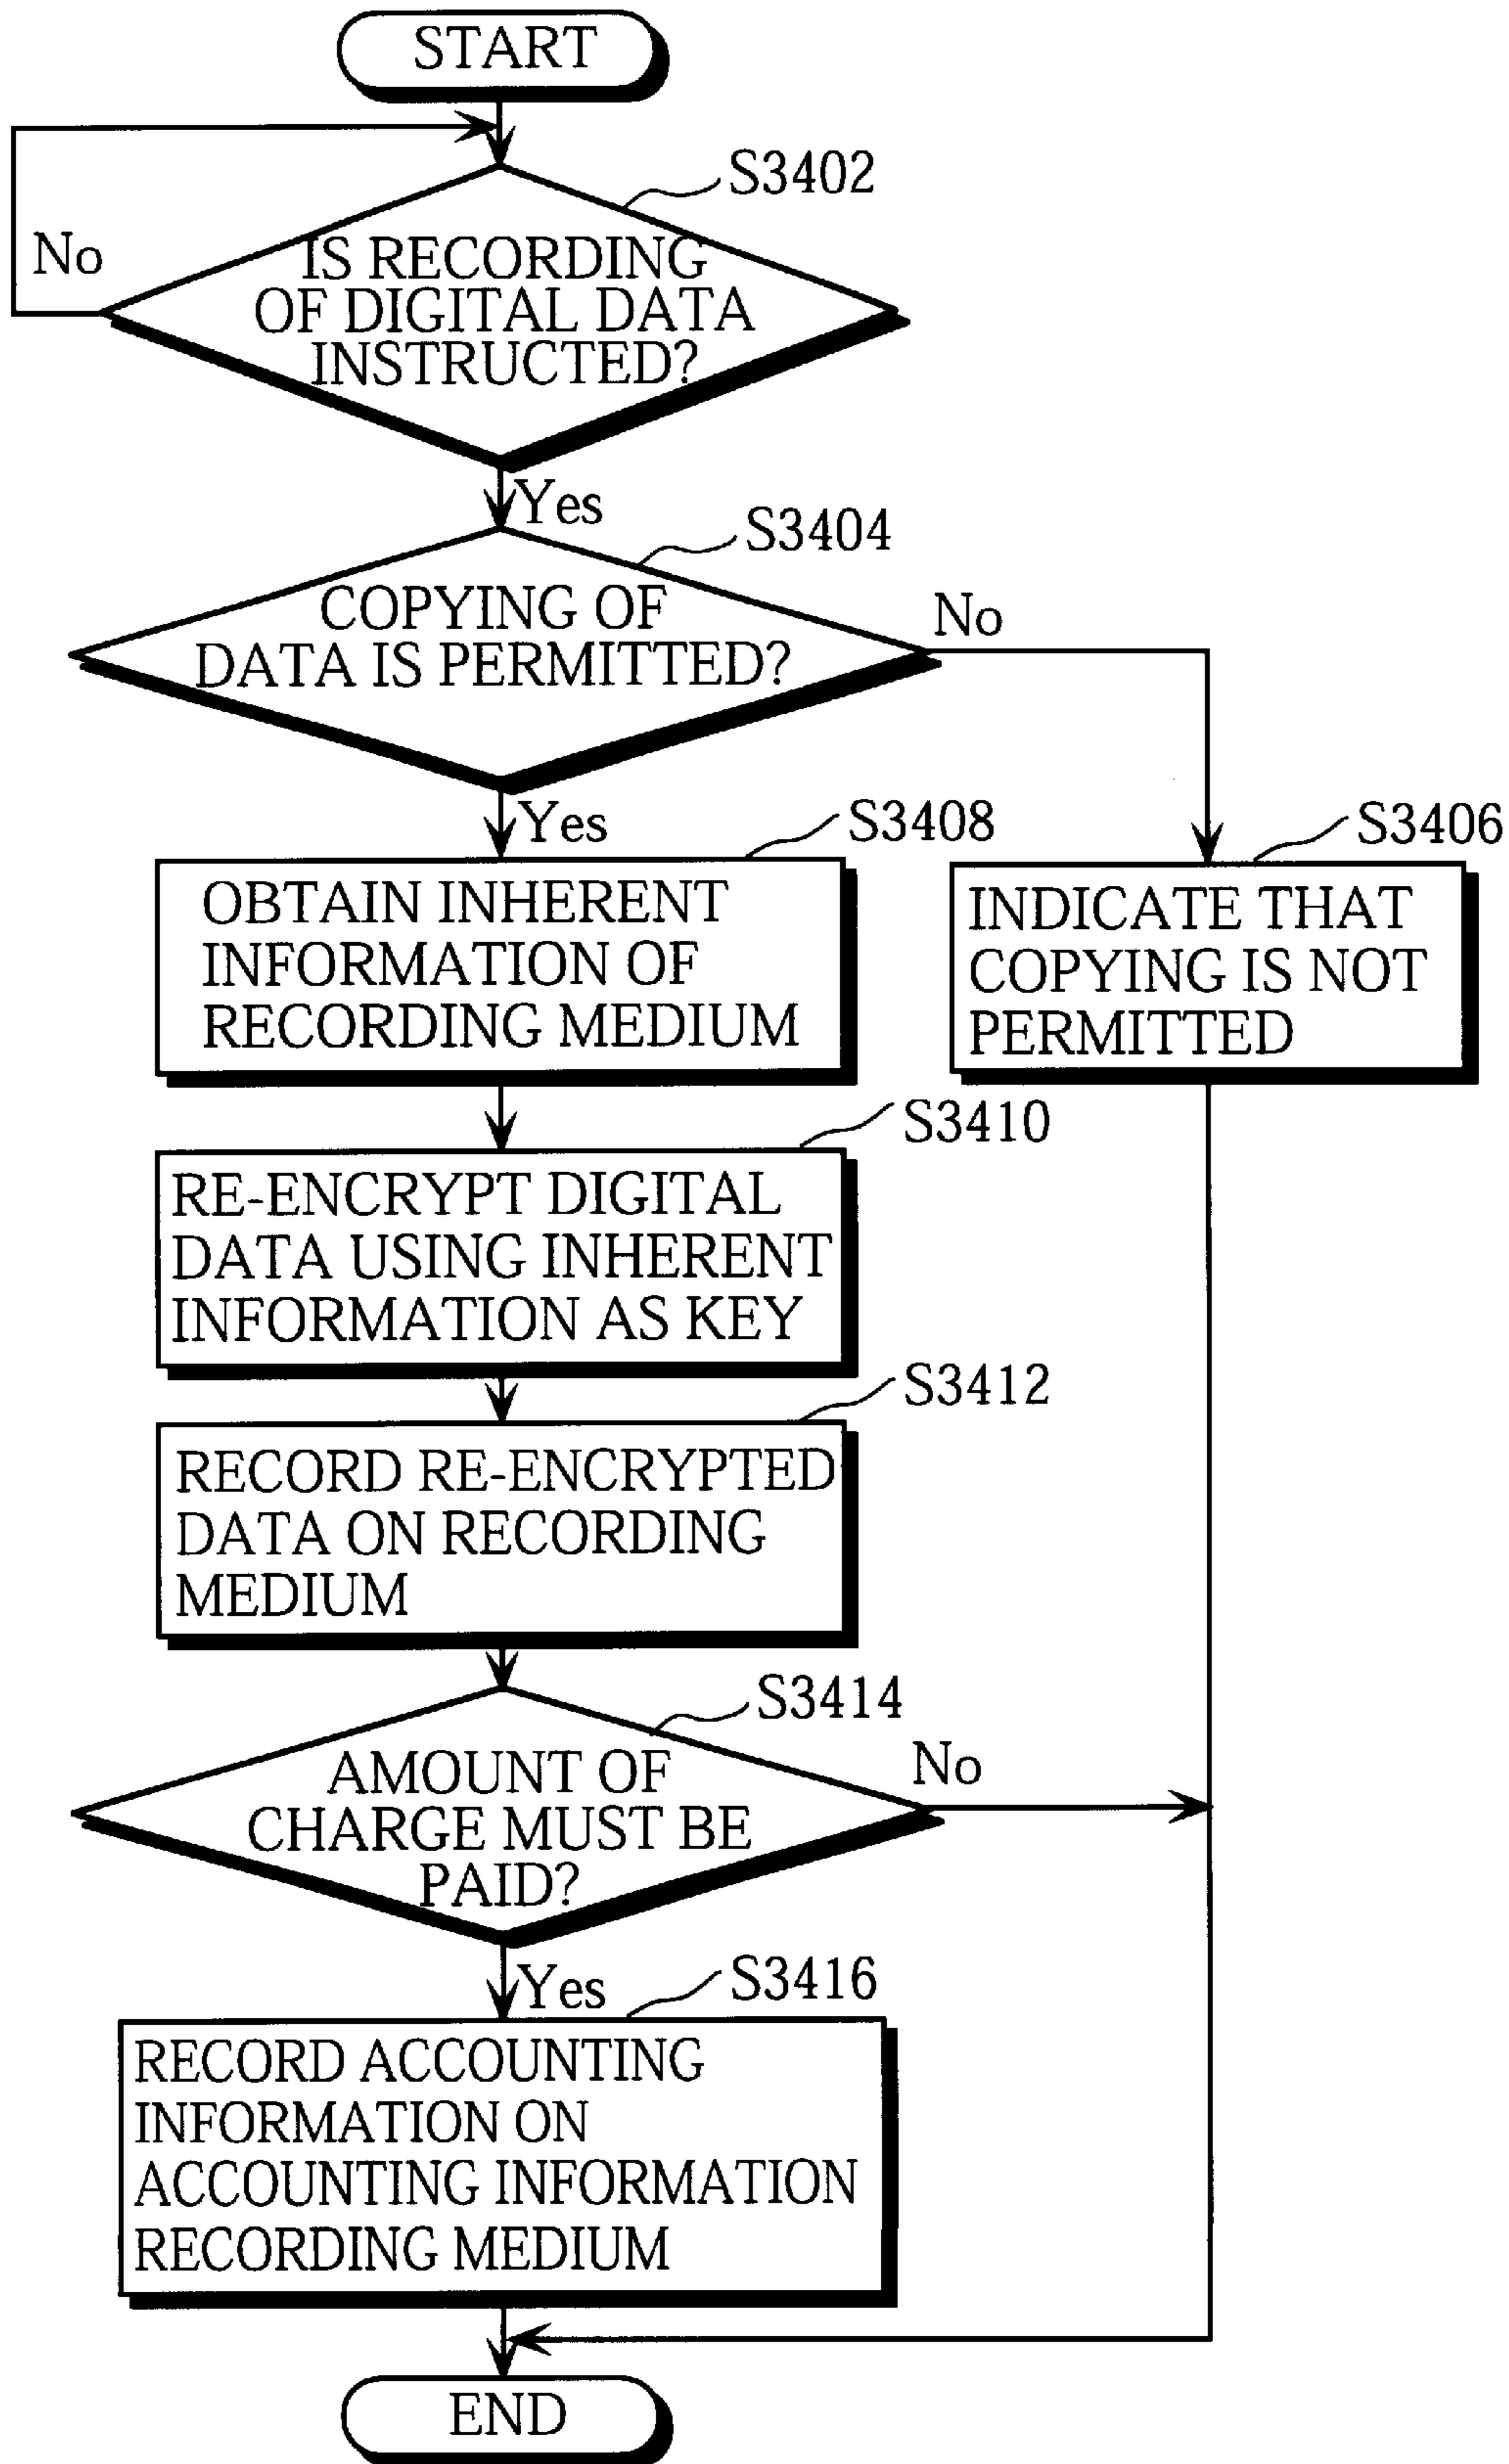 START
S3402
No
IS RECORDING
OF DIGITAL DATA
INSTRUCTED?
Yes
S3404
COPYING OF
DATA IS PERMITTED?
No
Yes
S3408
OBTAIN INHERENT
INFORMATION OF
RECORDING MEDIUM
S3406
INDICATE THAT
COPYING IS NOT
PERMITTED
S3410
RE-ENCRYPT DIGITAL
DATA USING INHERENT
INFORMATION AS KEY
S3412
RECORD RE-ENCRYPTED
DATA ON RECORDING
MEDIUM
S3414
AMOUNT OF
CHARGE MUST BE
PAID?
No
Yes
S3416
RECORD ACCOUNTING
INFORMATION ON
ACCOUNTING INFORMATION
RECORDING MEDIUM
END